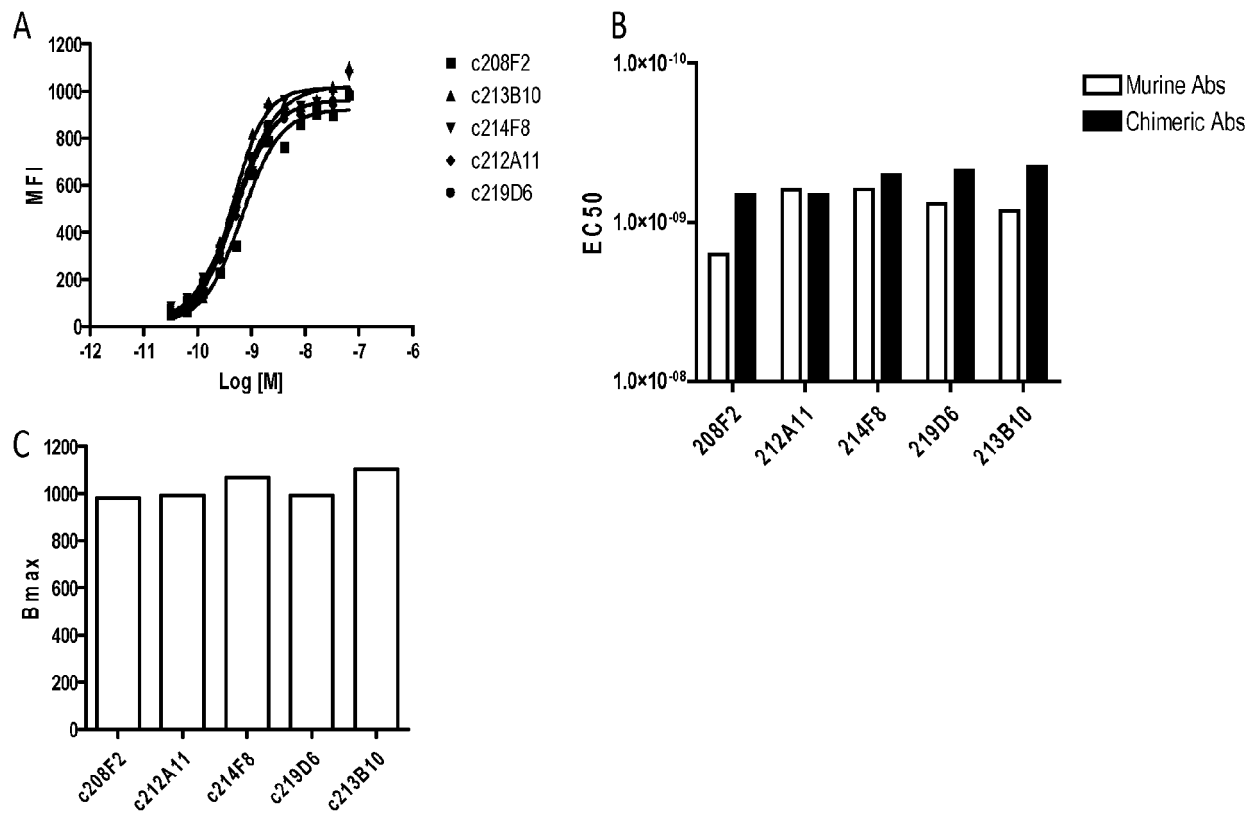 A
1200
1000
800
600
400
200
0
MFI
-12 -11 -10 -9 -8 -7 -6
Log [M]
c208F2
c213B10
c214F8
c212A11
c219D6
B
1.0×10⁻¹⁰
1.0×10⁻⁰⁹
1.0×10⁻⁰⁸
EC50
208F2 212A11 214F8 219D6 213B10
Murine Abs
Chimeric Abs
C
1200
1000
800
600
400
200
0
Bmax
c208F2 c212A11 c214F8 c219D6 c213B10